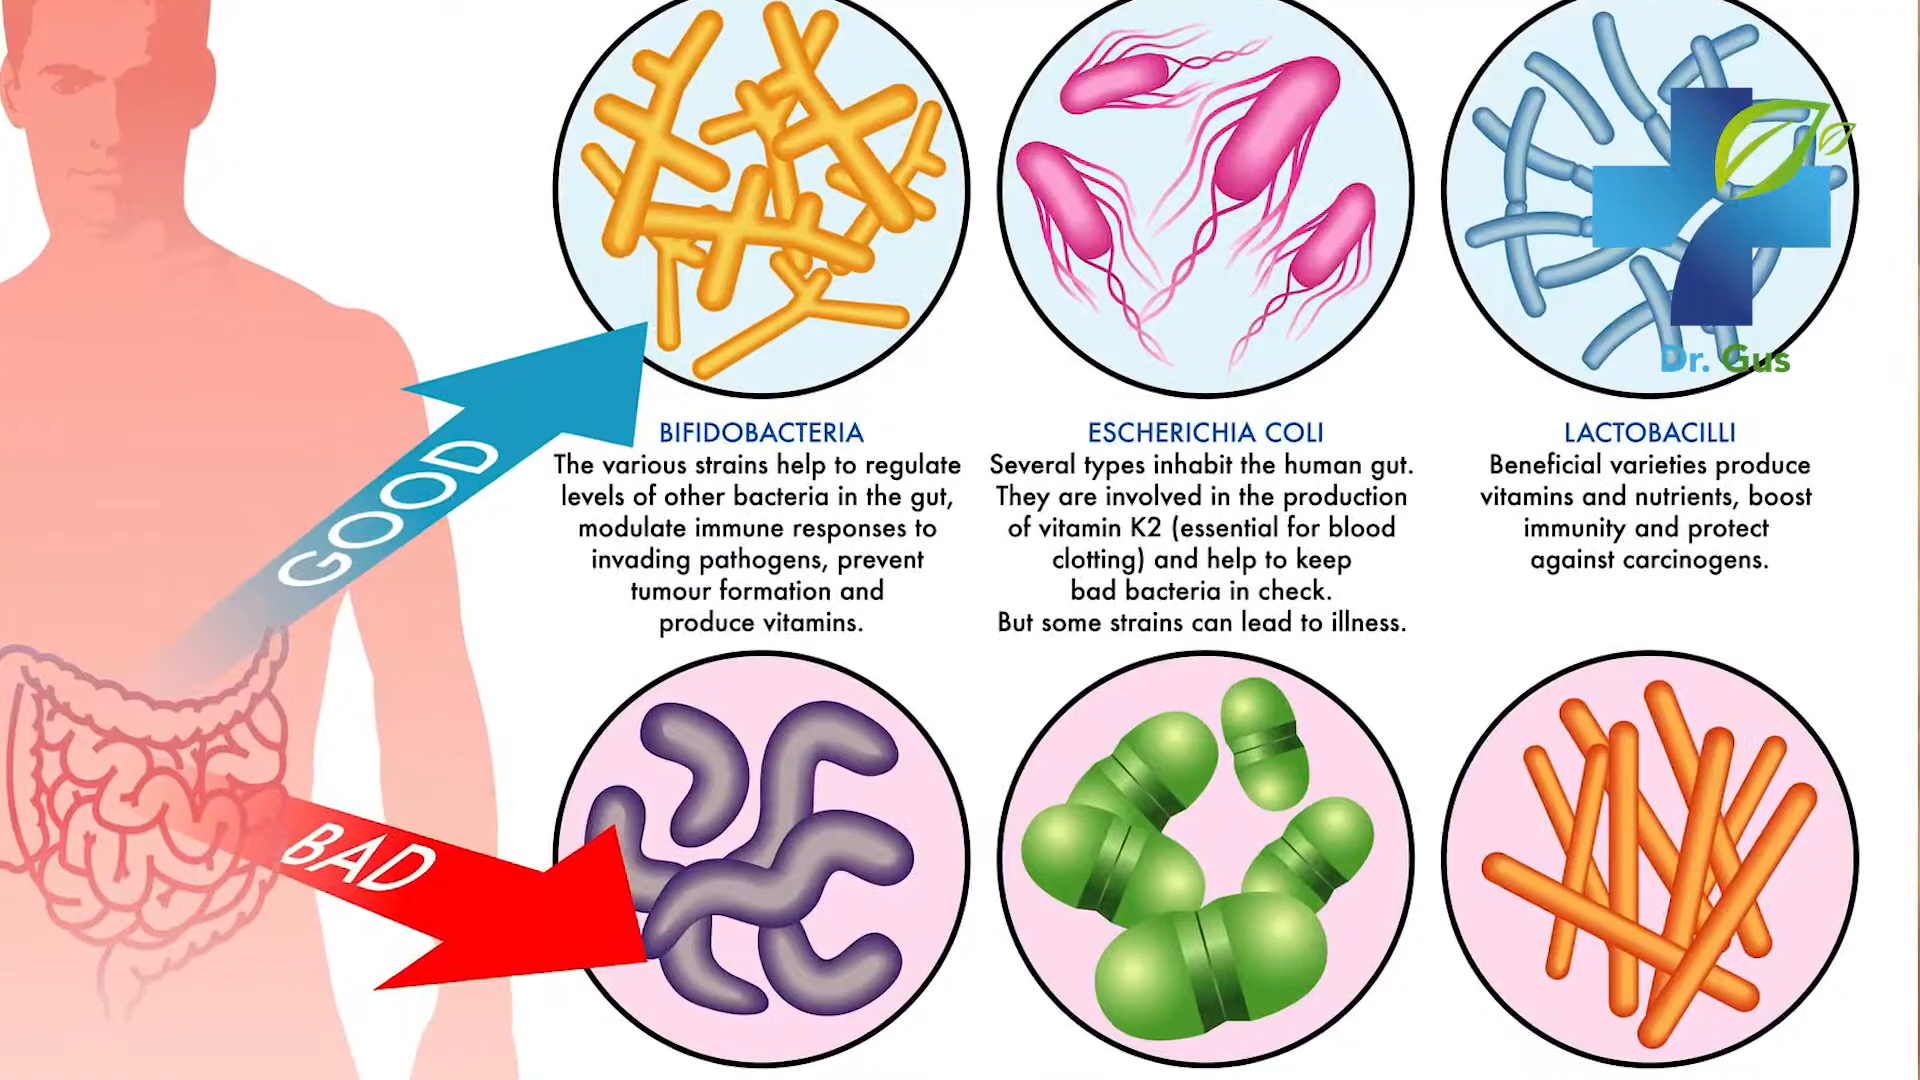 Dr. Gus
GOOD
BIFIDOBACTERIA
The various strains help to regulate
levels of other bacteria in the gut,
modulate immune responses to
invading pathogens, prevent
tumour formation and
produce vitamins.
ESCHERICHIA COLI
Several types inhabit the human gut.
They are involved in the production
of vitamin K2 (essential for blood
clotting) and help to keep
bad bacteria in check.
But some strains can lead to illness.
LACTOBACILLI
Beneficial varieties produce
vitamins and nutrients, boost
immunity and protect
against carcinogens.
BAD